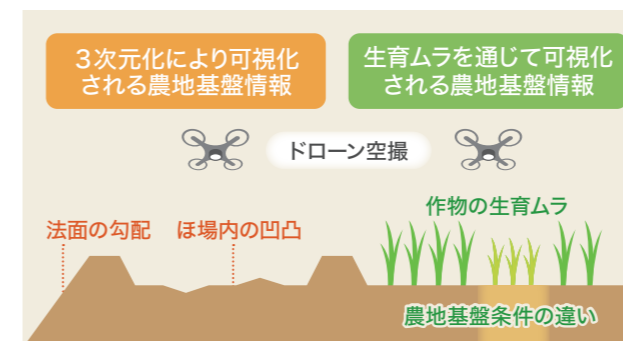 3次元化により可視化
される農地基盤情報
生育ムラを通じて可視化
される農地基盤情報
ドローン空撮
法面の勾配
ほ場内の凹凸
作物の生育ムラ
農地基盤条件の違い